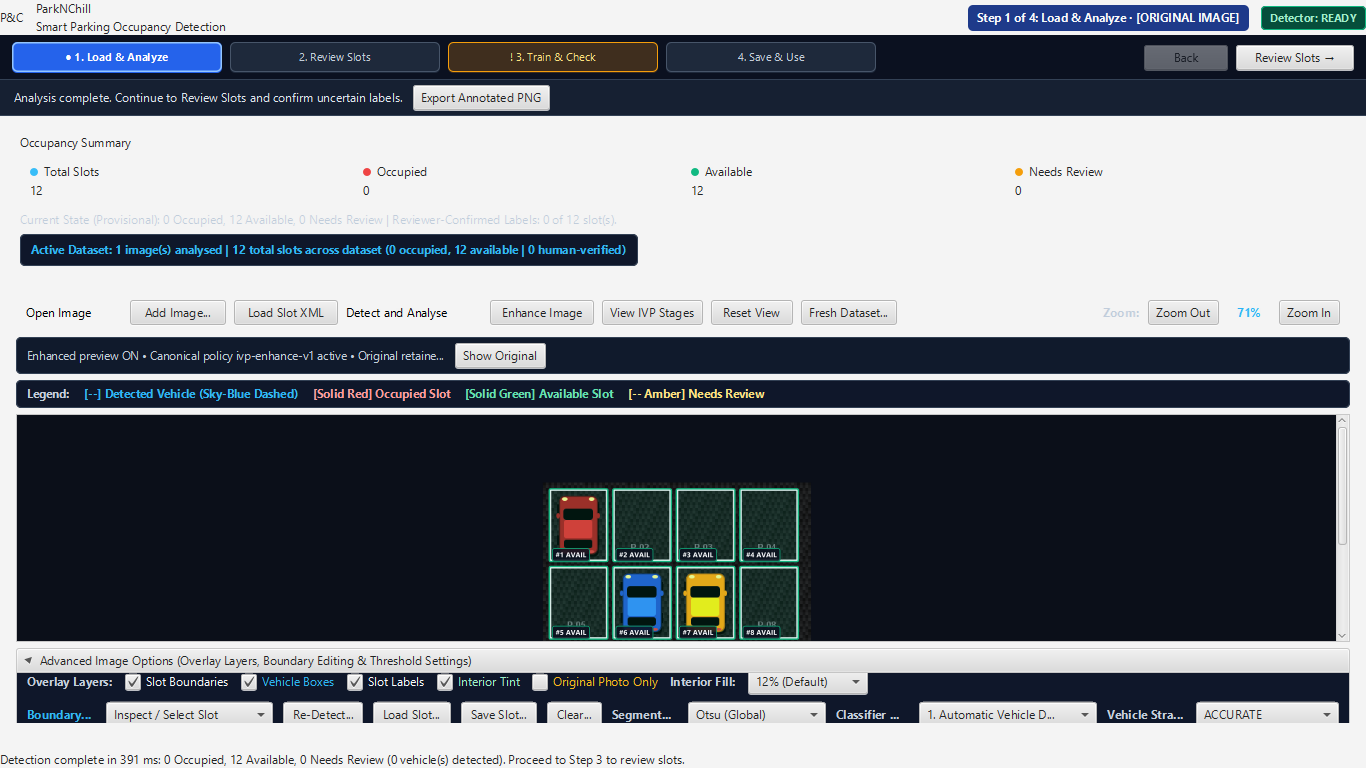 P&C
ParkNChill
Smart Parking Occupancy Detection
Step 1 of 4: Load & Analyze · [ORIGINAL IMAGE]
Detector: READY
● 1. Load & Analyze
2. Review Slots
! 3. Train & Check
4. Save & Use
Back
Review Slots →
Analysis complete. Continue to Review Slots and confirm uncertain labels.
Export Annotated PNG
Occupancy Summary
Total Slots
Occupied
Available
Needs Review
12
0
12
0
Current State (Provisional): 0 Occupied, 12 Available, 0 Needs Review | Reviewer-Confirmed Labels: 0 of 12 slot(s).
Active Dataset: 1 image(s) analysed | 12 total slots across dataset (0 occupied, 12 available | 0 human-verified)
Open Image
Add Image...
Load Slot XML
Detect and Analyse
Enhance Image
View IVP Stages
Reset View
Fresh Dataset...
Zoom:
Zoom Out
71%
Zoom In
Enhanced preview ON • Canonical policy ivp-enhance-v1 active • Original retaine...
Show Original
Legend:
[--] Detected Vehicle (Sky-Blue Dashed)
[Solid Red] Occupied Slot
[Solid Green] Available Slot
[-- Amber] Needs Review
#1 AVAIL
#2 AVAIL
#3 AVAIL
#4 AVAIL
#5 AVAIL
#6 AVAIL
#7 AVAIL
#8 AVAIL
Advanced Image Options (Overlay Layers, Boundary Editing & Threshold Settings)
Overlay Layers:
Slot Boundaries
Vehicle Boxes
Slot Labels
Interior Tint
Original Photo Only
Interior Fill:
12% (Default)
Boundary...
Inspect / Select Slot
Re-Detect...
Load Slot...
Save Slot...
Clear...
Segment...
Otsu (Global)
Classifier ...
1. Automatic Vehicle D...
Vehicle Stra...
ACCURATE
Detection complete in 391 ms: 0 Occupied, 12 Available, 0 Needs Review (0 vehicle(s) detected). Proceed to Step 3 to review slots.